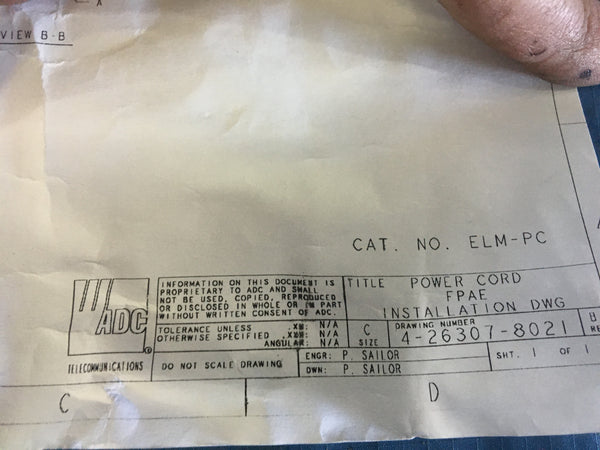 A
VIEW B-B
CAT. NO. ELM-PC
ADC
®
TELECOMMUNICATIONS
INFORMATION ON THIS DOCUMENT IS
PROPRIETARY TO ADC AND SHALL
NOT BE USED, COPIED, REPRODUCED
OR DISCLOSED IN WHOLE OR IN PART
WITHOUT WRITTEN CONSENT OF ADC.
TOLERANCE UNLESS .XX: N/A
OTHERWISE SPECIFIED .XXX: N/A
ANGULAR: N/A
DO NOT SCALE DRAWING
TITLE POWER CORD
FPAE
INSTALLATION DWG
C
SIZE
DRAWING NUMBER
4-26307-8021
B
ENGR: P. SAILOR
DWN: P. SAILOR
SHT. 1 OF 1
C
D